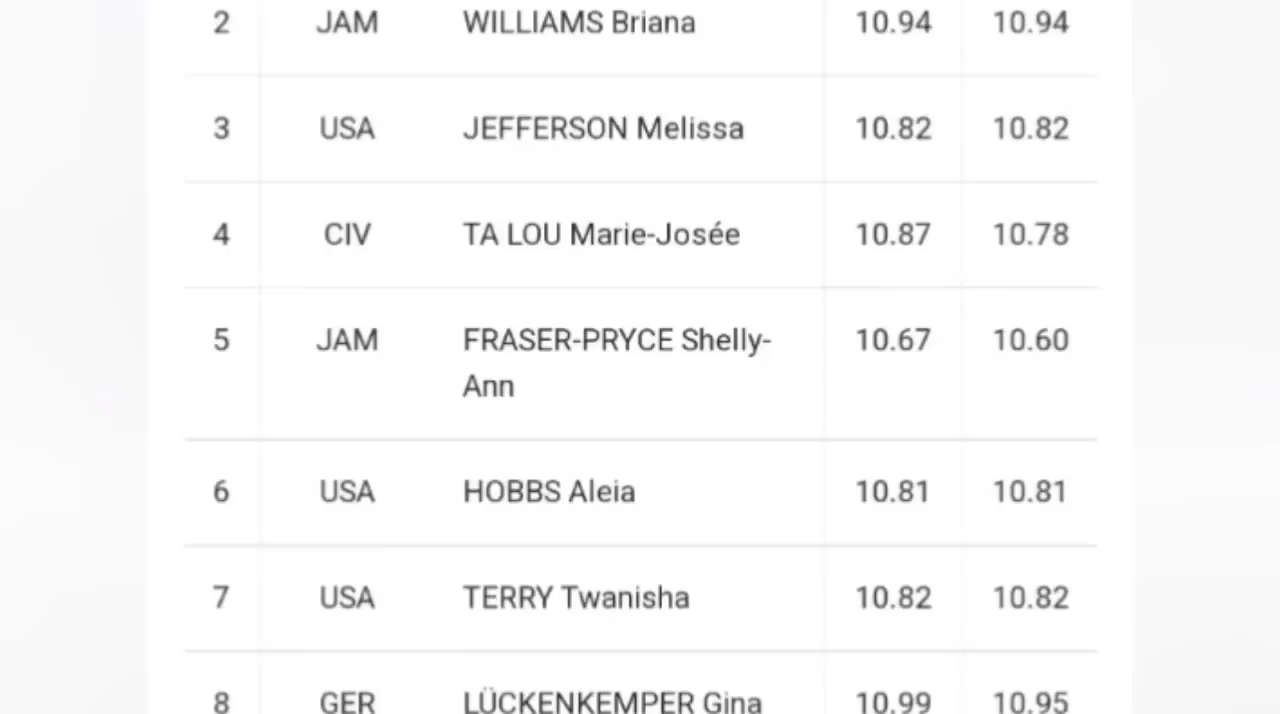 2 JAM WILLIAMS Briana 10.94 10.94
3 USA JEFFERSON Melissa 10.82 10.82
4 CIV TA LOU Marie-Josée 10.87 10.78
5 JAM FRASER-PRYCE Shelly- 10.67 10.60
Ann
6 USA HOBBS Aleia 10.81 10.81
7 USA TERRY Twanisha 10.82 10.82
8 GER LÜCKENKEMPER Gina 10.99 10.95